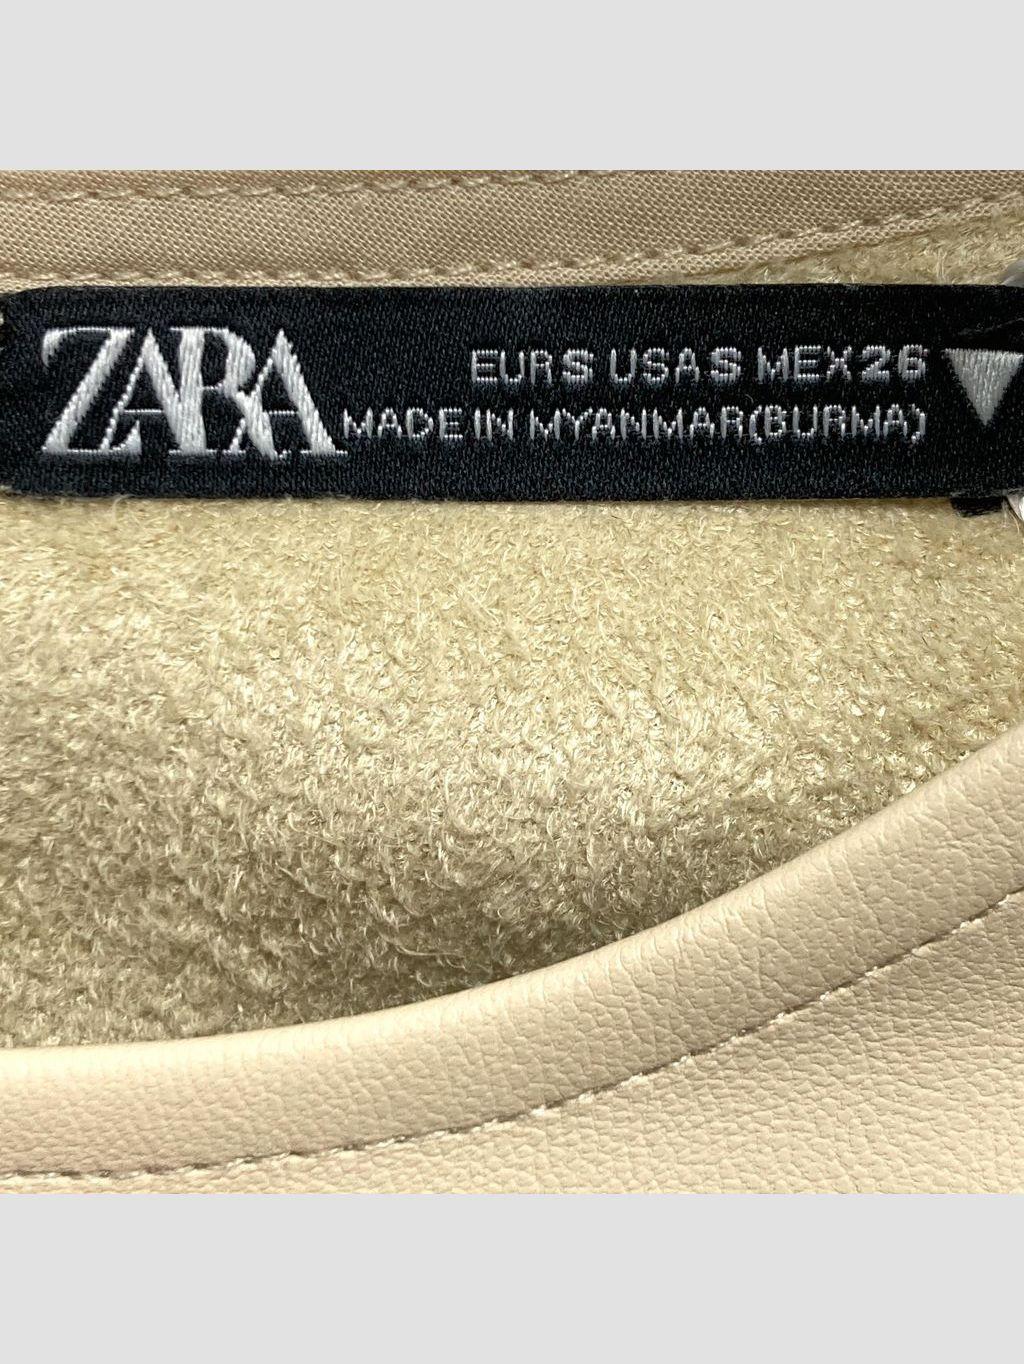 ZARA
EUR S USA S MEX 26
MADE IN MYANMAR(BURMA)